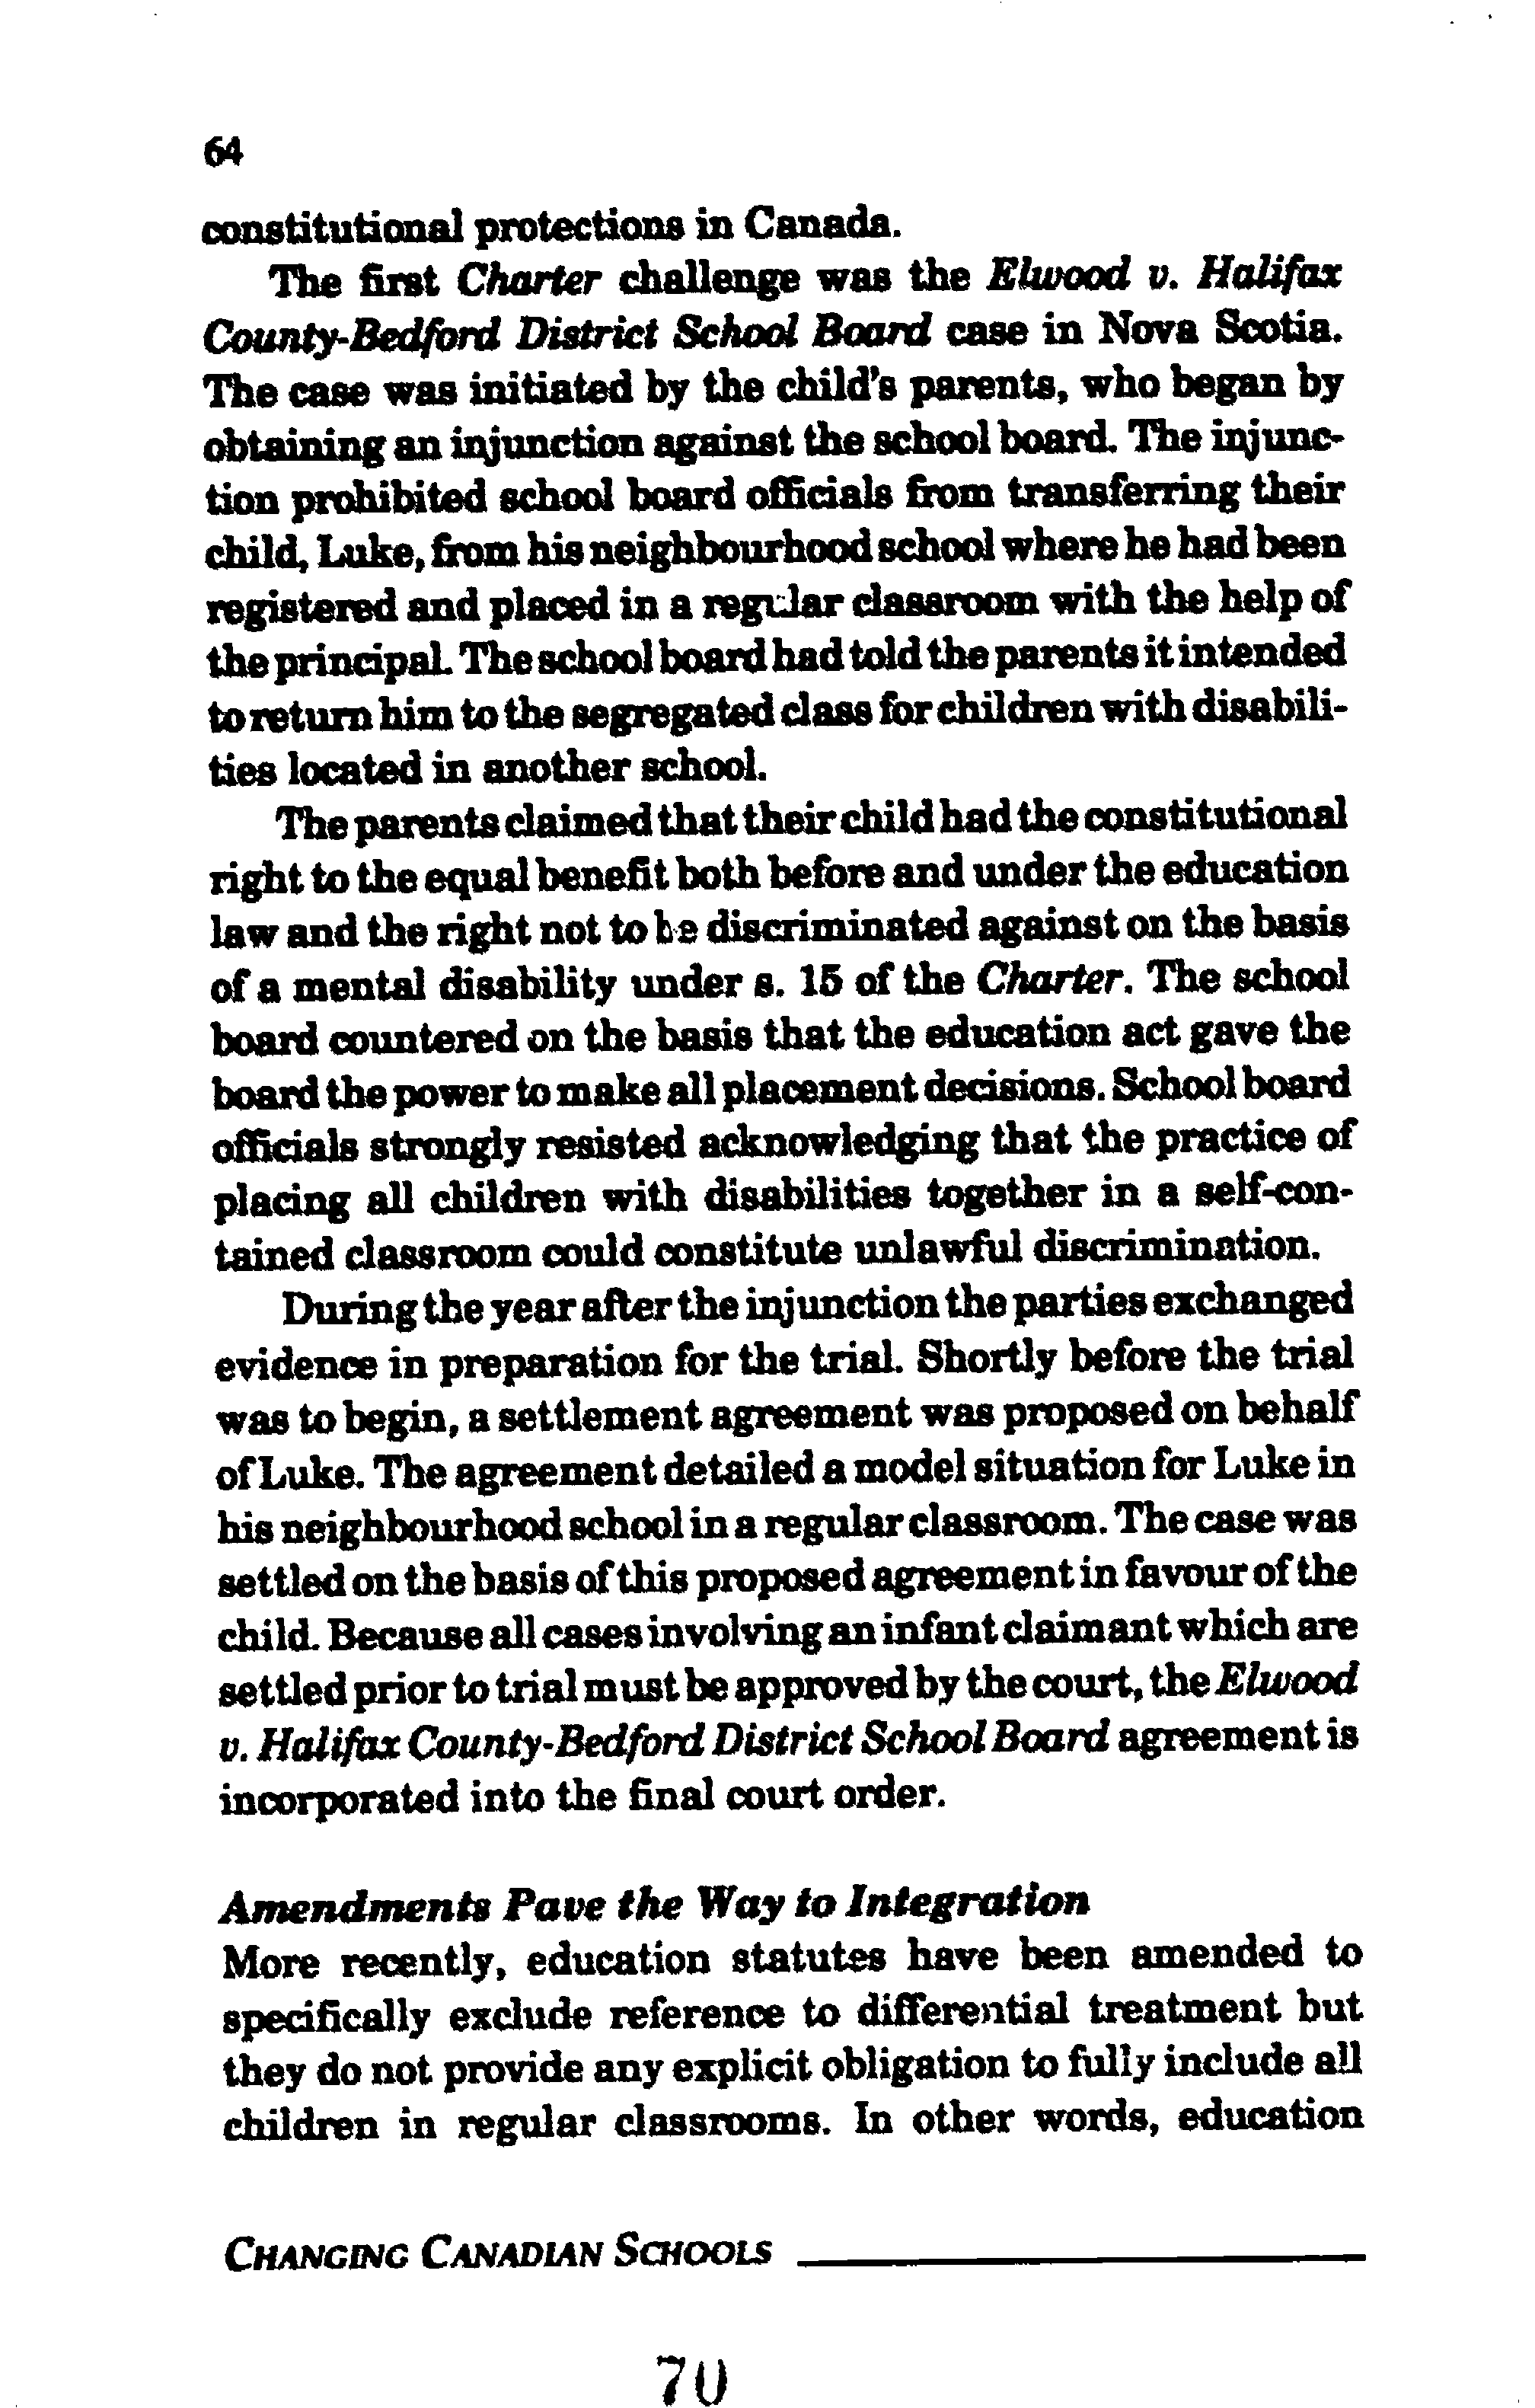 64
constitutional protections in Canada.
The first Charter challenge was the Elwood v. Halifax
County-Bedford District School Board case in Nova Scotia.
The case was initiated by the child's parents, who began by
obtaining an injunction against the school board. The injunc-
tion prohibited school board officials from transferring their
child, Luke, from his neighbourhood school where he had been
registered and placed in a regular classroom with the help of
the principal. The school board had told the parents it intended
to return him to the segregated class for children with disabili-
ties located in another school.
The parents claimed that their child had the constitutional
right to the equal benefit both before and under the education
law and the right not to be discriminated against on the basis
of a mental disability under s. 15 of the Charter. The school
board countered on the basis that the education act gave the
board the power to make all placement decisions. School board
officials strongly resisted acknowledging that the practice of
placing all children with disabilities together in a self-con-
tained classroom could constitute unlawful discrimination.
During the year after the injunction the parties exchanged
evidence in preparation for the trial. Shortly before the trial
was to begin, a settlement agreement was proposed on behalf
of Luke. The agreement detailed a model situation for Luke in
his neighbourhood school in a regular classroom. The case was
settled on the basis of this proposed agreement in favour of the
child. Because all cases involving an infant claimant which are
settled prior to trial must be approved by the court, the Elwood
v. Halifax County-Bedford District School Board agreement is
incorporated into the final court order.
Amendments Pave the Way to Integration
More recently, education statutes have been amended to
specifically exclude reference to differential treatment but
they do not provide any explicit obligation to fully include all
children in regular classrooms. In other words, education
CHANGING CANADIAN SCHOOLS
70